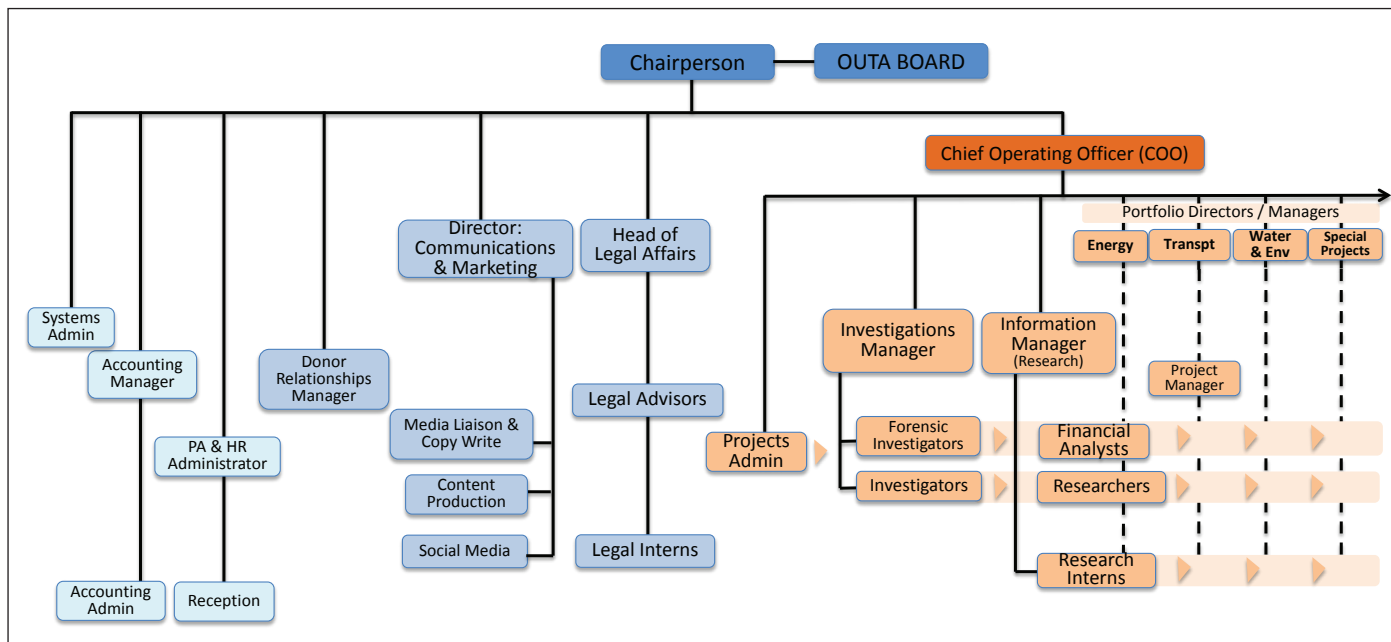 Chairperson
OUTA BOARD
Chief Operating Officer (COO)
Portfolio Directors / Managers
Energy
Transpt
Water
& Env
Special
Projects
Director:
Communications
& Marketing
Head of
Legal Affairs
Systems
Admin
Accounting
Manager
Donor
Relationships
Manager
Investigations
Manager
Information
Manager
(Research)
Project
Manager
Legal Advisors
Media Liaison &
Copy Write
PA & HR
Administrator
Projects
Admin
Forensic
Investigators
Financial
Analysts
Content
Production
Investigators
Researchers
Social Media
Legal Interns
Research
Interns
Accounting
Admin
Reception